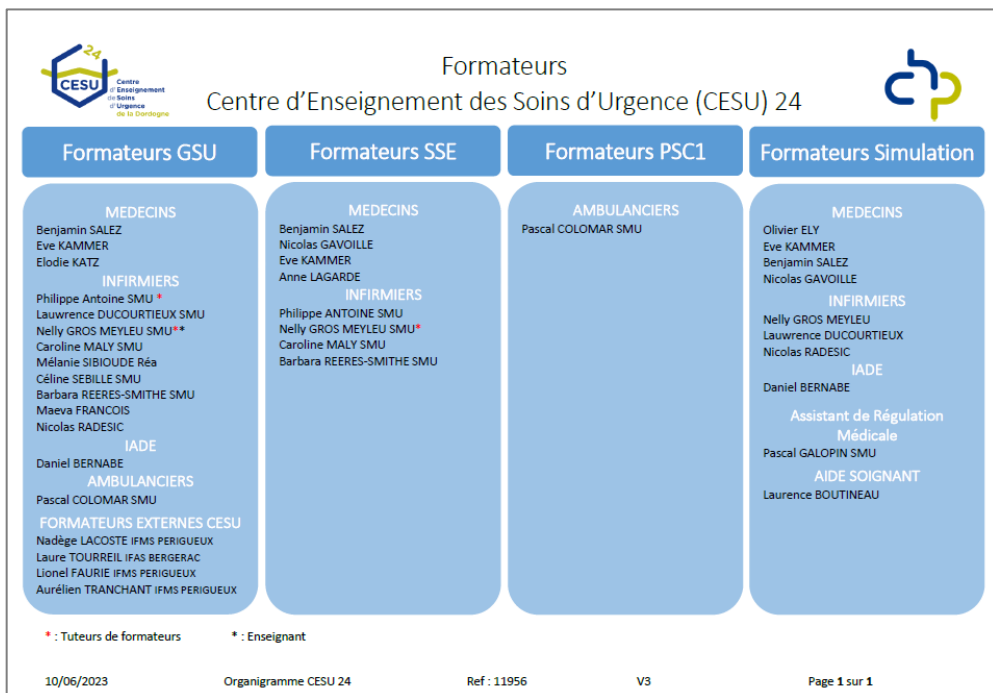 24
CESU
Centre
d'Enseignement
de Soins
d'Urgence
de la Dordogne
Formateurs
Centre d'Enseignement des Soins d'Urgence (CESU) 24
Formateurs GSU
MEDECINS
Benjamin SALEZ
Eve KAMMER
Elodie KATZ
INFIRMIERS
Philippe Antoine SMU *
Lauwrence DUCOURTIEUX SMU
Nelly GROS MEYLEU SMU**
Caroline MALY SMU
Mélanie SIBIOUDE Réa
Céline SEBILLE SMU
Barbara REERES-SMITHE SMU
Maeva FRANCOIS
Nicolas RADESIC
IADE
Daniel BERNABE
AMBULANCIERS
Pascal COLOMAR SMU
FORMATEURS EXTERNES CESU
Nadège LACOSTE IFMS PERIGUEUX
Laure TOURREIL IFAS BERGERAC
Lionel FAURIE IFMS PERIGUEUX
Aurélien TRANCHANT IFMS PERIGUEUX
Formateurs SSE
MEDECINS
Benjamin SALEZ
Nicolas GAVOILLE
Eve KAMMER
Anne LAGARDE
INFIRMIERS
Philippe ANTOINE SMU
Nelly GROS MEYLEU SMU*
Caroline MALY SMU
Barbara REERES-SMITHE SMU
Formateurs PSC1
AMBULANCIERS
Pascal COLOMAR SMU
Formateurs Simulation
MEDECINS
Olivier ELY
Eve KAMMER
Benjamin SALEZ
Nicolas GAVOILLE
INFIRMIERS
Nelly GROS MEYLEU
Lauwrence DUCOURTIEUX
Nicolas RADESIC
IADE
Daniel BERNABE
Assistant de Régulation
Médicale
Pascal GALOPIN SMU
AIDE SOIGNANT
Laurence BOUTINEAU
* : Tuteurs de formateurs * : Enseignant
10/06/2023 Organigramme CESU 24 Ref : 11956 V3 Page 1 sur 1